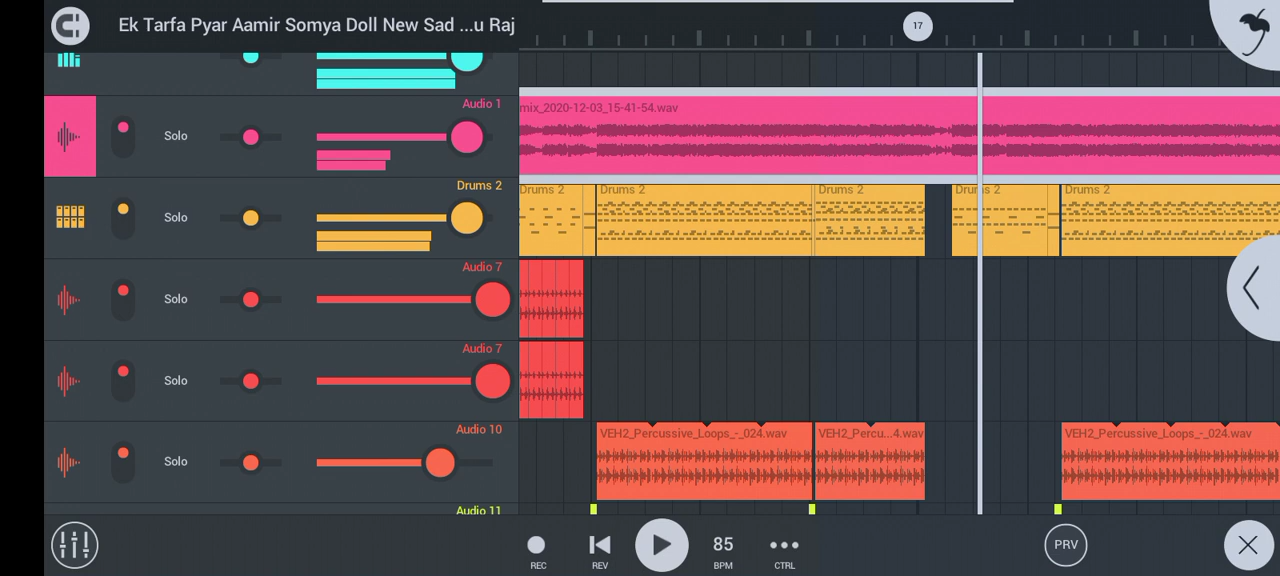 Ek Tarfa Pyar Aamir Somya Doll New Sad ...u Raj
17
Audio 1
Solo
mix_2020-12-03_15-41-54.wav
Drums 2
Solo
Drums 2
Drums 2
Drums 2
Drums 2
Drums 2
Audio 7
Solo
Audio 7
Solo
Audio 10
Solo
VEH2_Percussive_Loops_-_024.wav
VEH2_Percu...4.wav
VEH2_Percussive_Loops_-_024.wav
Audio 11
REC
REV
85
BPM
CTRL
PRV